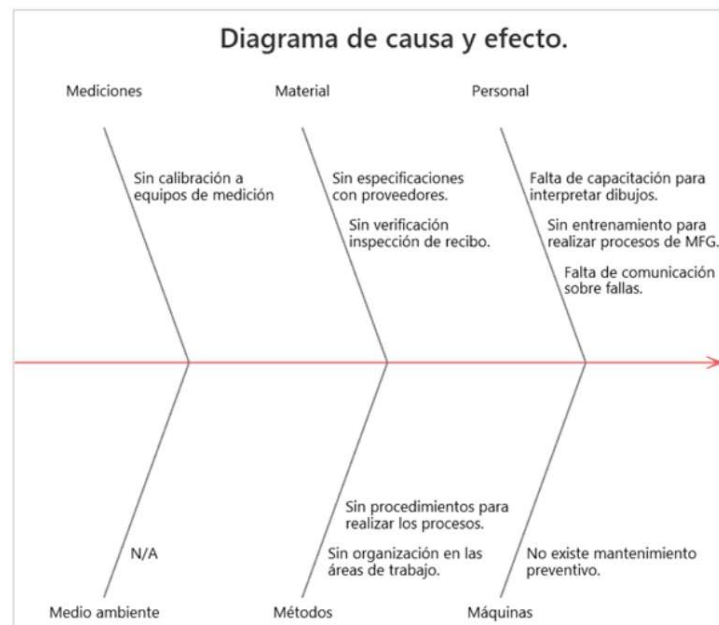 Diagrama de causa y efecto.
Mediciones
Material
Personal
Sin calibración a
equipos de medición
Sin especificaciones
con proveedores.
Sin verificación
inspección de recibo.
Falta de capacitación para
interpretar dibujos.
Sin entrenamiento para
realizar procesos de MFG.
Falta de comunicación
sobre fallas.
N/A
Sin procedimientos para
realizar los procesos.
Sin organización en las
áreas de trabajo.
No existe mantenimiento
preventivo.
Medio ambiente
Métodos
Máquinas